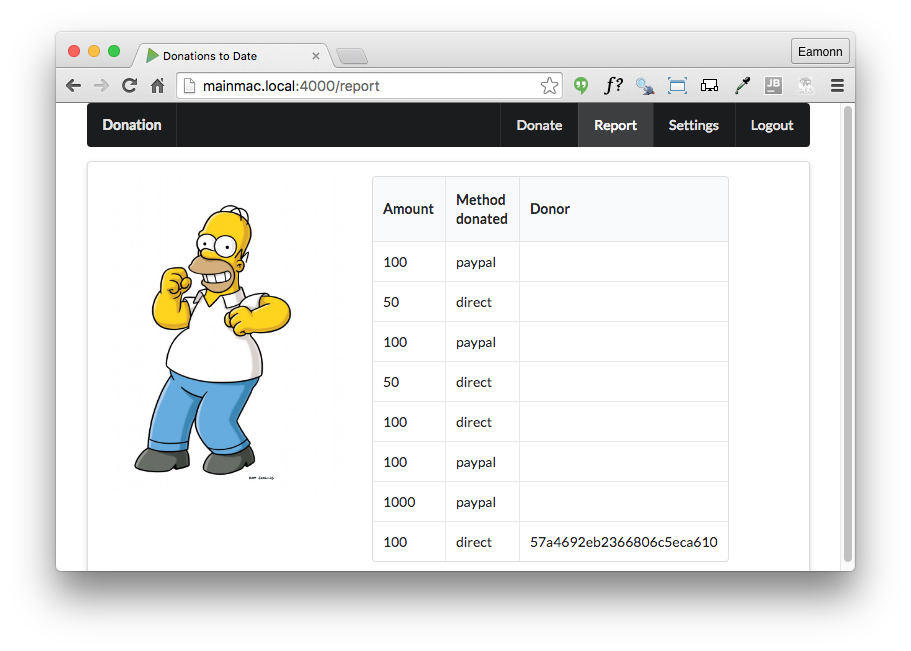 Donations to Date
Eamonn
mainmac.local:4000/report
f?
JB
Donation
Donate
Report
Settings
Logout
Amount
Method donated
Donor
100 paypal
50 direct
100 paypal
50 direct
100 direct
100 paypal
1000 paypal
100 direct 57a4692eb2366806c5eca610